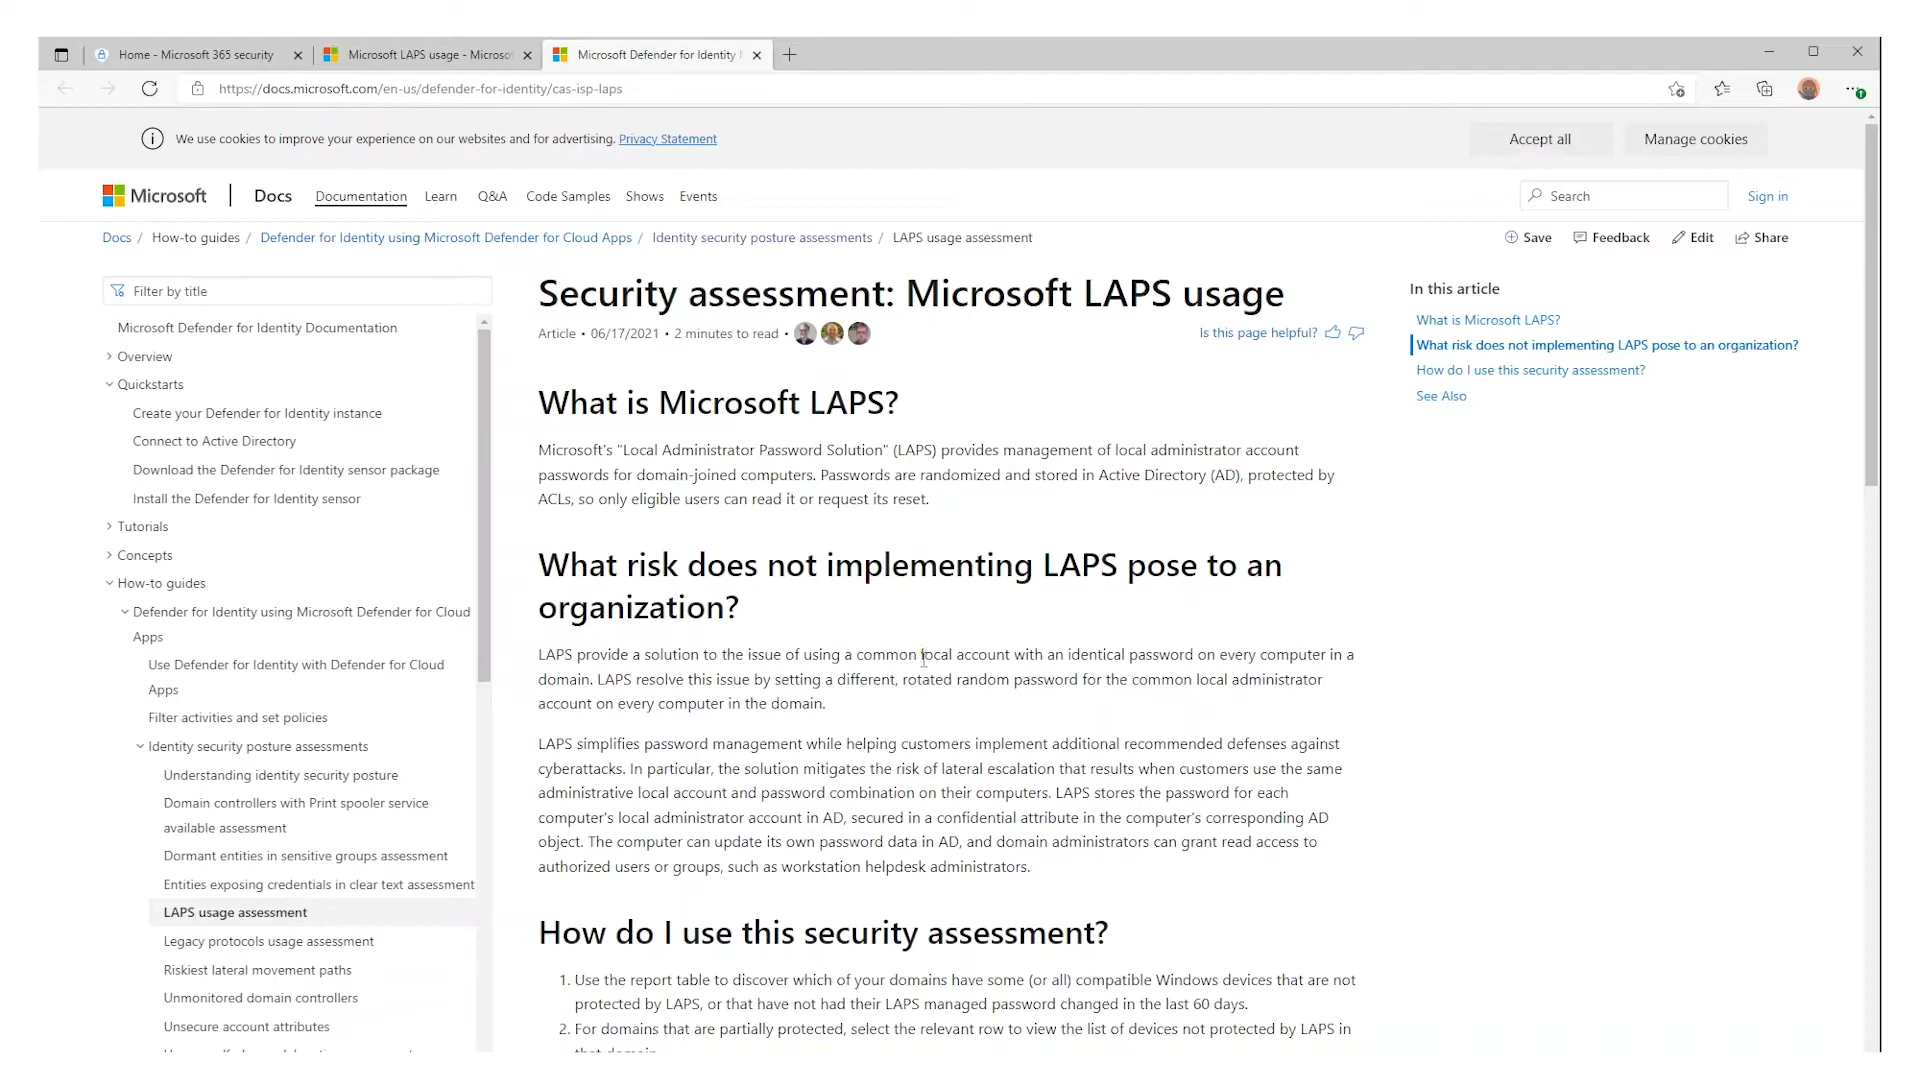 Home - Microsoft 365 security
Microsoft LAPS usage - Microsof
Microsoft Defender for Identity
https://docs.microsoft.com/en-us/defender-for-identity/cas-isp-laps
We use cookies to improve your experience on our websites and for advertising. Privacy Statement
Accept all
Manage cookies
Microsoft
Docs
Documentation
Learn
Q&A
Code Samples
Shows
Events
Search
Sign in
Docs / How-to guides / Defender for Identity using Microsoft Defender for Cloud Apps / Identity security posture assessments / LAPS usage assessment
Save
Feedback
Edit
Share
Filter by title
Microsoft Defender for Identity Documentation
Overview
Quickstarts
Create your Defender for Identity instance
Connect to Active Directory
Download the Defender for Identity sensor package
Install the Defender for Identity sensor
Tutorials
Concepts
How-to guides
Defender for Identity using Microsoft Defender for Cloud
Apps
Use Defender for Identity with Defender for Cloud
Apps
Filter activities and set policies
Identity security posture assessments
Understanding identity security posture
Domain controllers with Print spooler service
available assessment
Dormant entities in sensitive groups assessment
Entities exposing credentials in clear text assessment
LAPS usage assessment
Legacy protocols usage assessment
Riskiest lateral movement paths
Unmonitored domain controllers
Unsecure account attributes
Security assessment: Microsoft LAPS usage
Article • 06/17/2021 • 2 minutes to read •
Is this page helpful?
What is Microsoft LAPS?
Microsoft's "Local Administrator Password Solution" (LAPS) provides management of local administrator account
passwords for domain-joined computers. Passwords are randomized and stored in Active Directory (AD), protected by
ACLs, so only eligible users can read it or request its reset.
What risk does not implementing LAPS pose to an
organization?
LAPS provide a solution to the issue of using a common local account with an identical password on every computer in a
domain. LAPS resolve this issue by setting a different, rotated random password for the common local administrator
account on every computer in the domain.
LAPS simplifies password management while helping customers implement additional recommended defenses against
cyberattacks. In particular, the solution mitigates the risk of lateral escalation that results when customers use the same
administrative local account and password combination on their computers. LAPS stores the password for each
computer's local administrator account in AD, secured in a confidential attribute in the computer's corresponding AD
object. The computer can update its own password data in AD, and domain administrators can grant read access to
authorized users or groups, such as workstation helpdesk administrators.
How do I use this security assessment?
1. Use the report table to discover which of your domains have some (or all) compatible Windows devices that are not
protected by LAPS, or that have not had their LAPS managed password changed in the last 60 days.
2. For domains that are partially protected, select the relevant row to view the list of devices not protected by LAPS in
that domain.
In this article
What is Microsoft LAPS?
What risk does not implementing LAPS pose to an organization?
How do I use this security assessment?
See Also